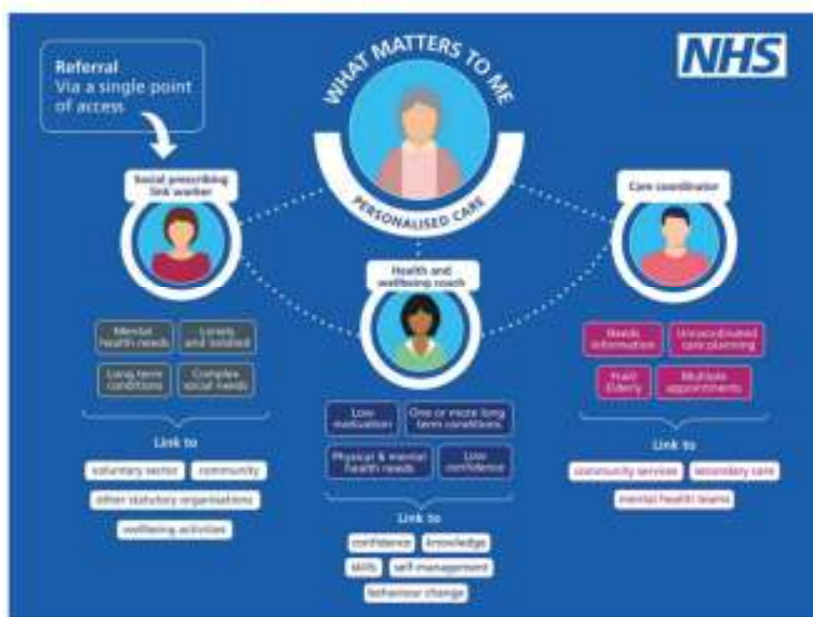 Referral
Via a single point
of access
WHAT MATTERS TO ME
PERSONALISED CARE
NHS
Social prescribing
link worker
Mental
health needs
Lonely
and isolated
Long term
conditions
Complex
social needs
Link to
voluntary sector
community
other statutory organisations
wellbeing activities
Health and
wellbeing coach
Low
motivation
One or more long
term conditions
Physical & mental
health needs
Low
confidence
Link to
confidence
knowledge
skills
self-management
behaviour change
Care coordinator
Needs
information
Uncoordinated
care planning
Frail/
Elderly
Multiple
appointments
Link to
community services
secondary care
mental health teams